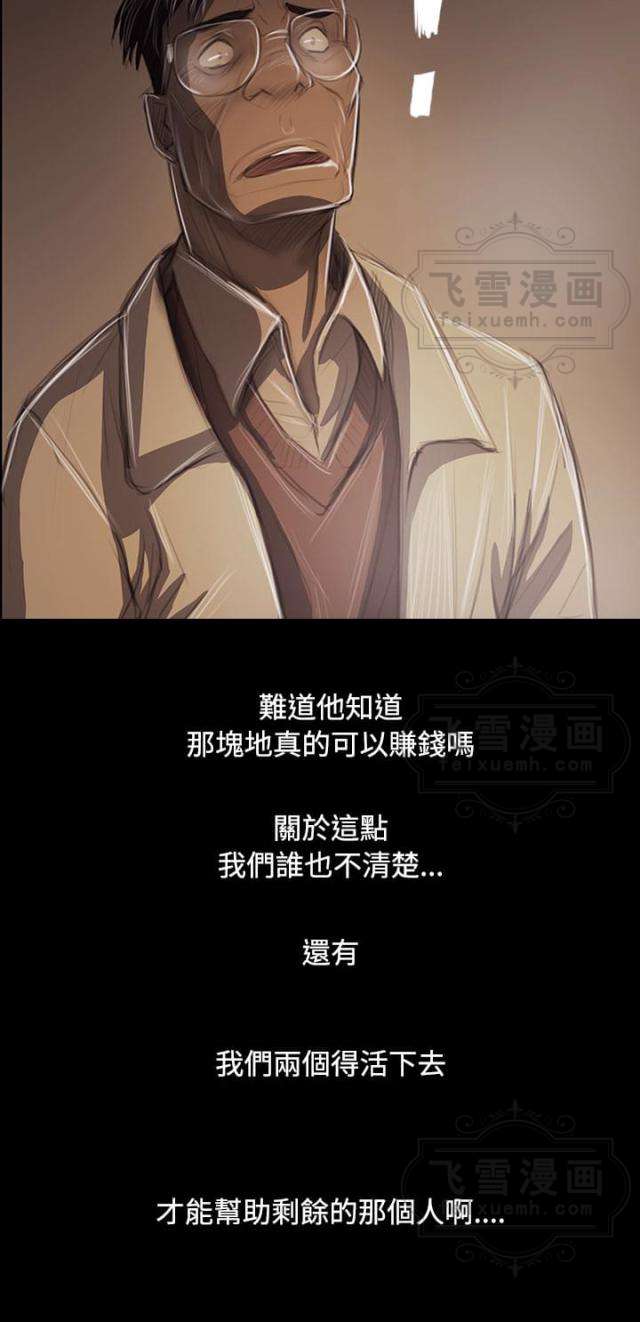 飞雪漫画
feixuemh.com
難道他知道
那塊地真的可以賺錢嗎
飞雪漫画
feixuemh.com
關於這點
我們誰也不清楚...
還有
我們兩個得活下去
飞雪漫画
feixuemh.com
才能幫助剩餘的那個人啊....